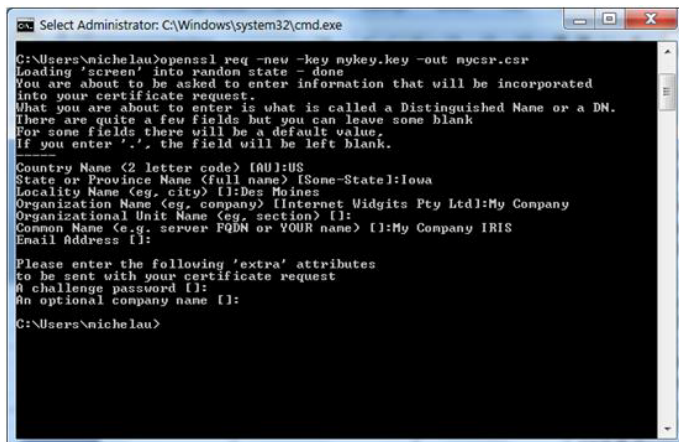 Select Administrator: C:\Windows\system32\cmd.exe
C:\Users\michelau>openssl req -new -key mykey.key -out mycsr.csr
Loading 'screen' into random state - done
You are about to be asked to enter information that will be incorporated
into your certificate request.
What you are about to enter is what is called a Distinguished Name or a DN.
There are quite a few fields but you can leave some blank
For some fields there will be a default value,
If you enter '.', the field will be left blank.
-----
Country Name (2 letter code) [AU]:US
State or Province Name (full name) [Some-State]:Iowa
Locality Name (eg, city) []:Des Moines
Organization Name (eg, company) [Internet Widgits Pty Ltd]:My Company
Organizational Unit Name (eg, section) []:
Common Name (e.g. server FQDN or YOUR name) []:My Company IRIS
Email Address []:
Please enter the following 'extra' attributes
to be sent with your certificate request
A challenge password []:
An optional company name []:
C:\Users\michelau>